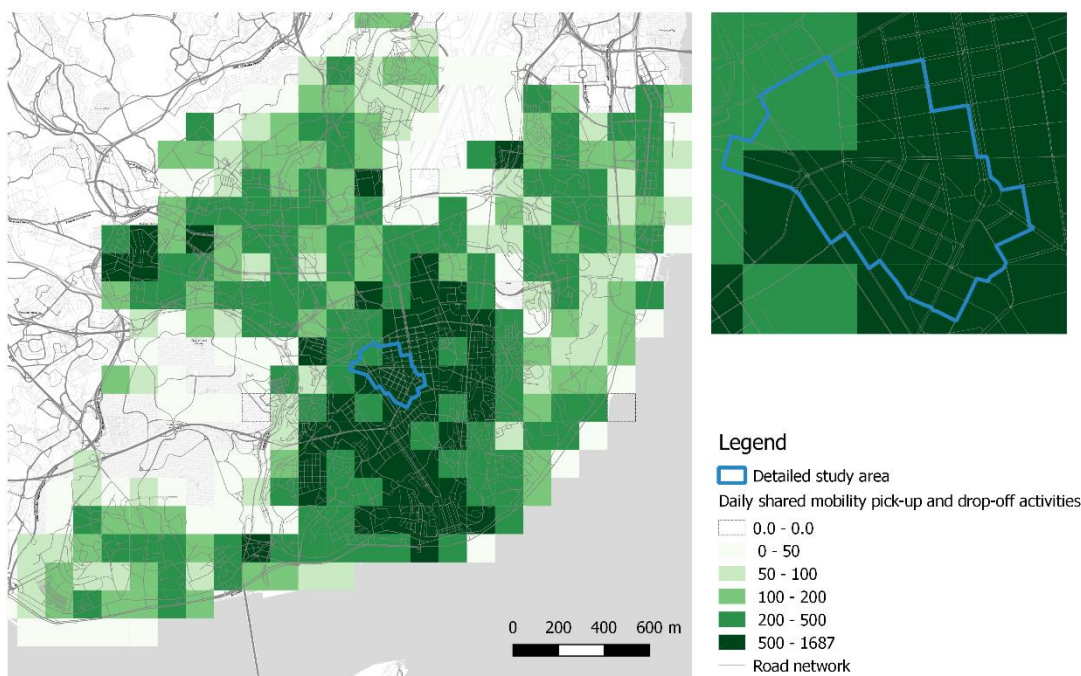 Legend
Detailed study area
Daily shared mobility pick-up and drop-off activities
0.0 - 0.0
0 - 50
50 - 100
100 - 200
200 - 500
500 - 1687
Road network
0 200 400 600 m